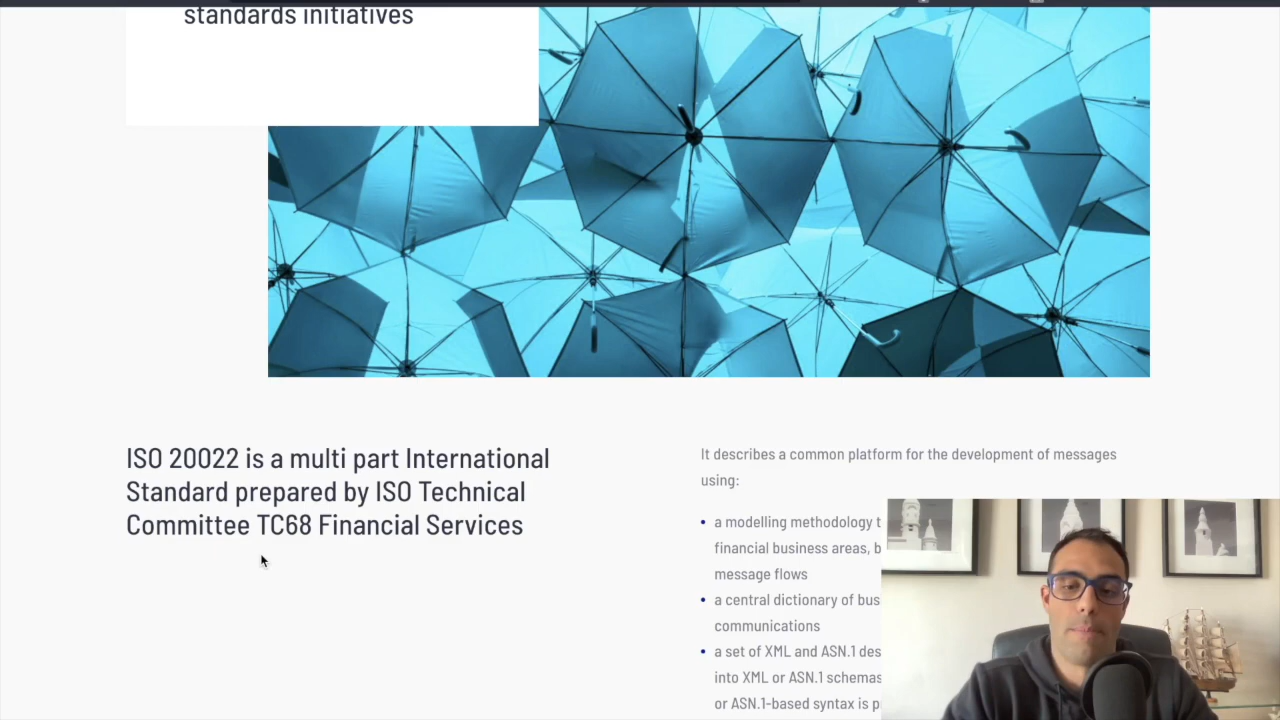 standards initiatives
ISO 20022 is a multi part International
Standard prepared by ISO Technical
Committee TC68 Financial Services
It describes a common platform for the development of messages
using:
a modelling methodology t
financial business areas, b
message flows
a central dictionary of bus
communications
a set of XML and ASN.1 des
into XML or ASN.1 schemas
or ASN.1-based syntax is p